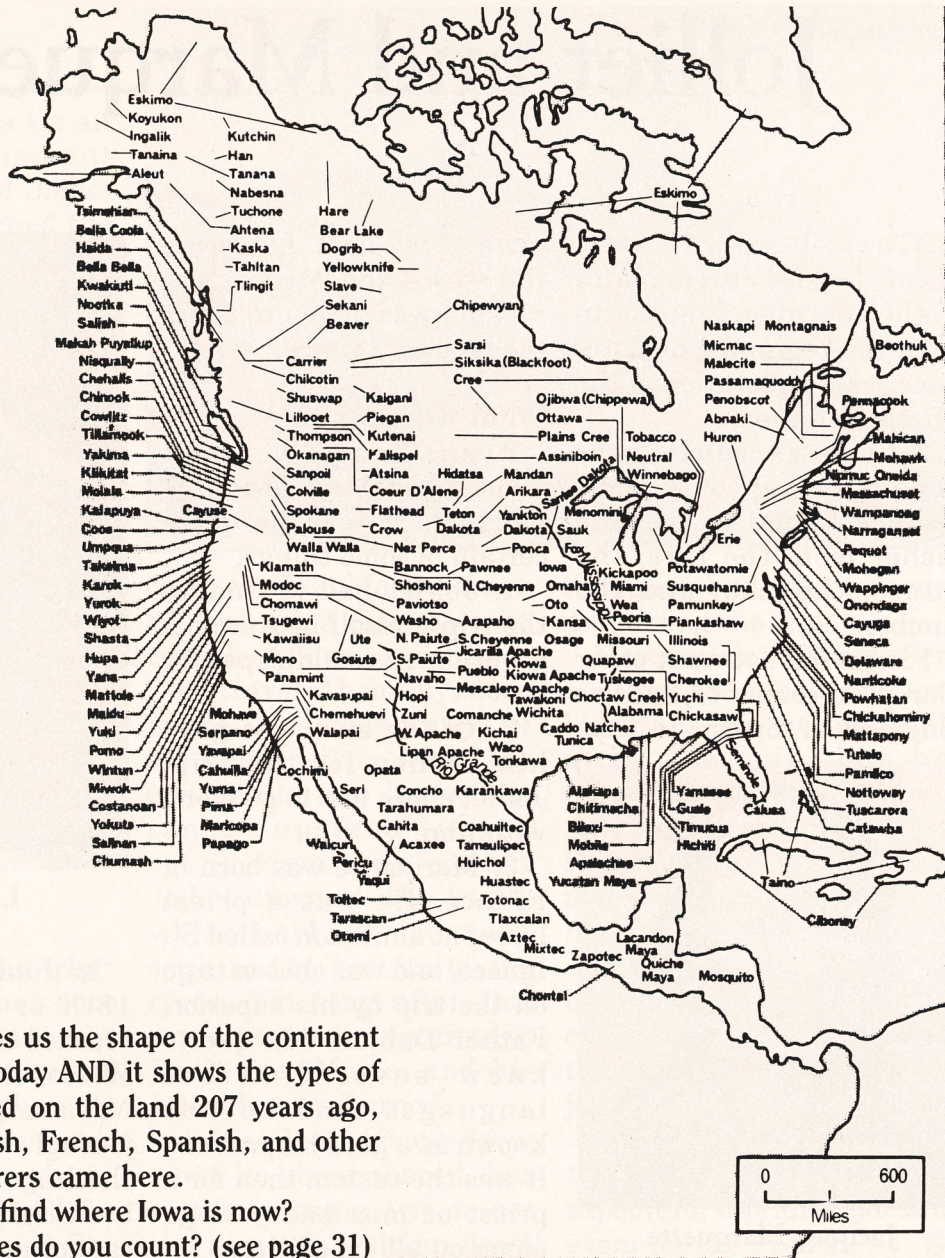 Eskimo
Koyukon
Ingalik
Tanaina
Aleut
Kutchin
Han
Tanana
Nabesna
Tuchone
Ahtena
Kaska
Tahltan
Tlingit
Hare
Bear Lake
Dogrib
Yellowknife
Slave
Sekani
Beaver
Eskimo
Chipewyan
Sarsi
Siksika (Blackfoot)
Cree
Naskapi Montagnais
Micmac
Malecite
Passamaquoddy
Penobscot
Abnaki
Huron
Beothuk
Pennacook
Tsimshian
Bella Coola
Haida
Bella Bella
Kwakiutl
Nootka
Salish
Makah Puyallup
Nisqually
Chehalis
Chinook
Cowlitz
Tillamook
Yakima
Klikitat
Molala
Kalapuya
Coos
Umpqua
Takelma
Karok
Yurok
Wiyot
Shasta
Hupa
Yana
Mattole
Maidu
Yuki
Pomo
Wintun
Miwok
Costanoan
Yokuts
Salinan
Chumash
Cayuse
Carrier
Chilcotin
Shuswap
Lillooet
Thompson
Okanagan
Sanpoil
Colville
Spokane
Palouse
Walla Walla
Kaigani
Piegan
Kutenai
Kalispel
Atsina
Coeur D'Alene
Flathead
Crow
Nez Perce
Hidatsa
Mandan
Arikara
Teton
Dakota
Yankton
Dakota
Santee Dakota
Ojibwa (Chippewa)
Ottawa
Plains Cree
Assiniboin
Tobacco
Neutral
Winnebago
Menomini
Sauk
Fox
Ponca
Erie
Mississippi
Klamath
Modoc
Chomawi
Tsugewi
Kawaiisu
Mono
Panamint
Ute
Gosiute
Kavasupai
Chemehuevi
Walapai
Bannock
Shoshoni
Paviotso
Washo
N. Paiute
S. Paiute
Navaho
Hopi
Zuni
W. Apache
Lipan Apache
Pawnee
N. Cheyenne
Arapaho
S. Cheyenne
Jicarilla Apache
Pueblo
Kiowa
Kiowa Apache
Mescalero Apache
Tawakoni
Comanche
Wichita
Kichai
Waco
Tonkawa
Iowa
Omaha
Oto
Kansa
Osage
Kickapoo
Miami
Wea
Peoria
Missouri
Quapaw
Tuskegee
Choctaw Creek
Alabama
Caddo Natchez
Tunica
Potawatomie
Susquehanna
Pamunkey
Piankashaw
Illinois
Shawnee
Cherokee
Yuchi
Chickasaw
Mahican
Mohawk
Nipmuc Oneida
Massachuset
Wampanoag
Narraganset
Pequot
Mohegan
Wappinger
Onondaga
Cayuga
Seneca
Delaware
Nanticoke
Powhatan
Chickahominy
Mattapony
Tutelo
Pamlico
Nottoway
Tuscarora
Catawba
Mohave
Serpano
Yavapai
Cahuilla
Yuma
Pima
Maricopa
Papago
Cochimi
Opata
Rio Grande
Seri
Concho
Karankawa
Tarahumara
Cahita
Coahuiltec
Waicuri
Acaxee
Tamaulipec
Pericu
Huichol
Yaqui
Huastec
Toltec
Totonac
Tarascan
Tlaxcalan
Otomi
Aztec
Mixtec
Zapotec
Chontal
Lacandon
Maya
Quiche
Maya
Mosquito
Atakapa
Chitimacha
Biloxi
Mobile
Apalachee
Yucatan Maya
Yamasee
Guale
Timucua
Hichiti
Seminole
Calusa
Taino
Ciboney
es us the shape of the continent
oday AND it shows the types of
ed on the land 207 years ago,
sh, French, Spanish, and other
rers came here.
find where Iowa is now?
es do you count? (see page 31)
0 600
Miles